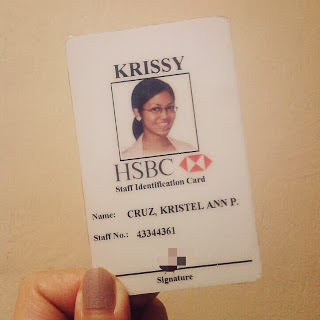 KRISSY
HSBC
Staff Identification Card
Name: CRUZ, KRISTEL ANN P.
Staff No.: 43344361
Signature